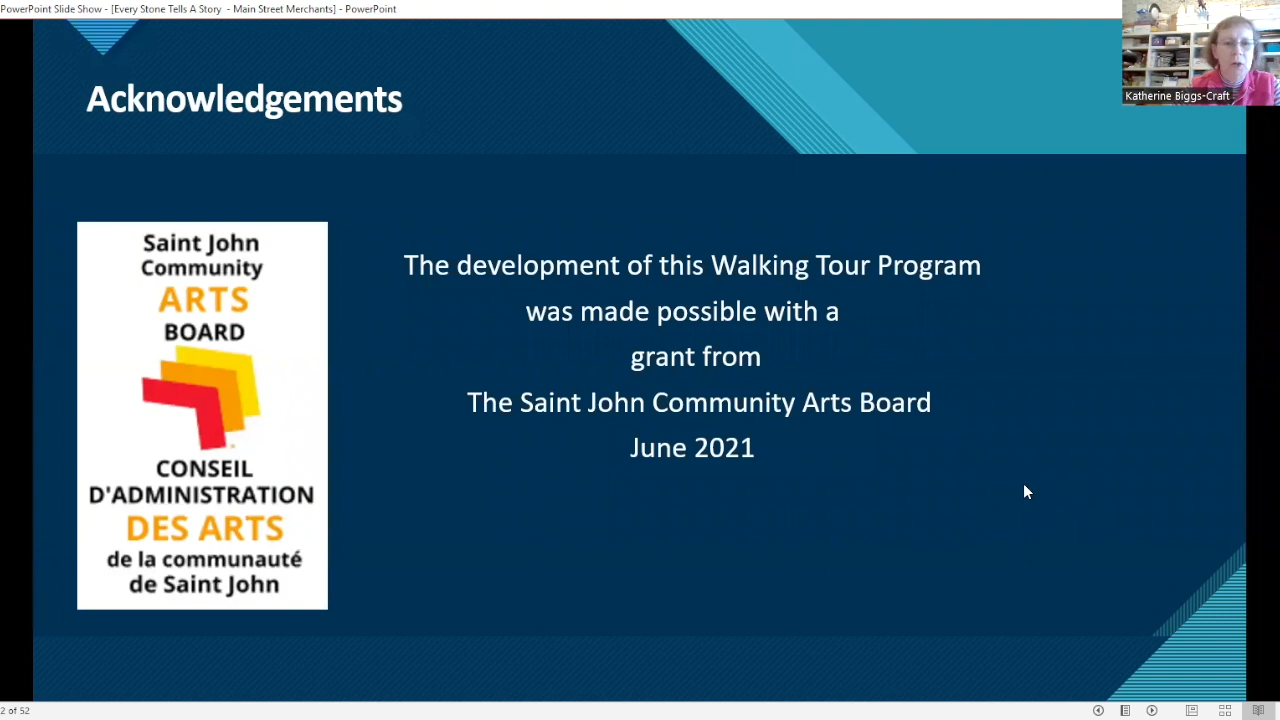 PowerPoint Slide Show - [Every Stone Tells A Story - Main Street Merchants] - PowerPoint
Katherine Biggs-Craft
Acknowledgements
Saint John
Community
ARTS
BOARD
CONSEIL
D'ADMINISTRATION
DES ARTS
de la communauté
de Saint John
The development of this Walking Tour Program
was made possible with a
grant from
The Saint John Community Arts Board
June 2021
2 of 52